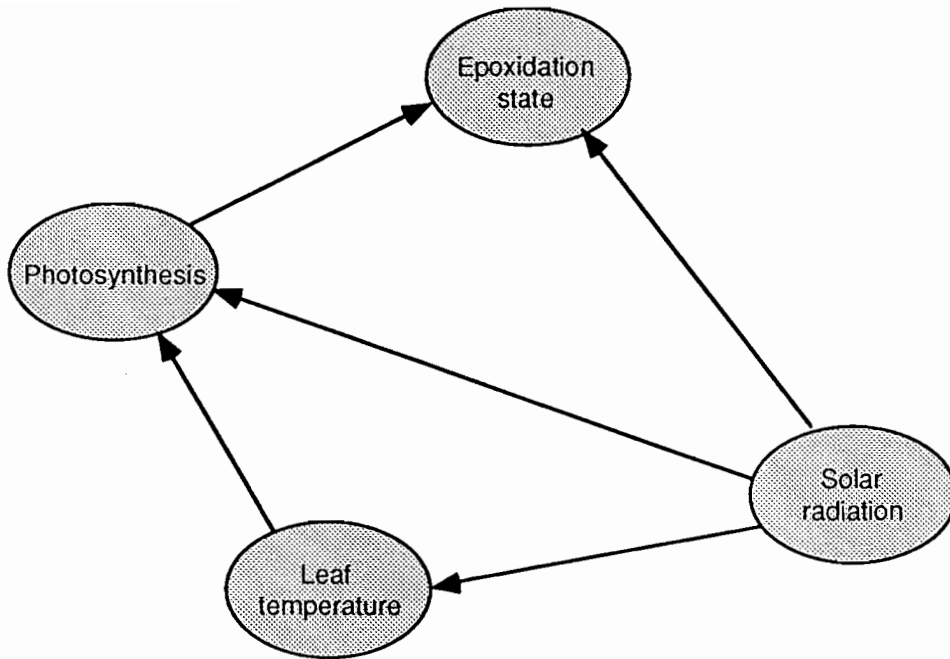 Epoxidation
state
Photosynthesis
Solar
radiation
Leaf
temperature